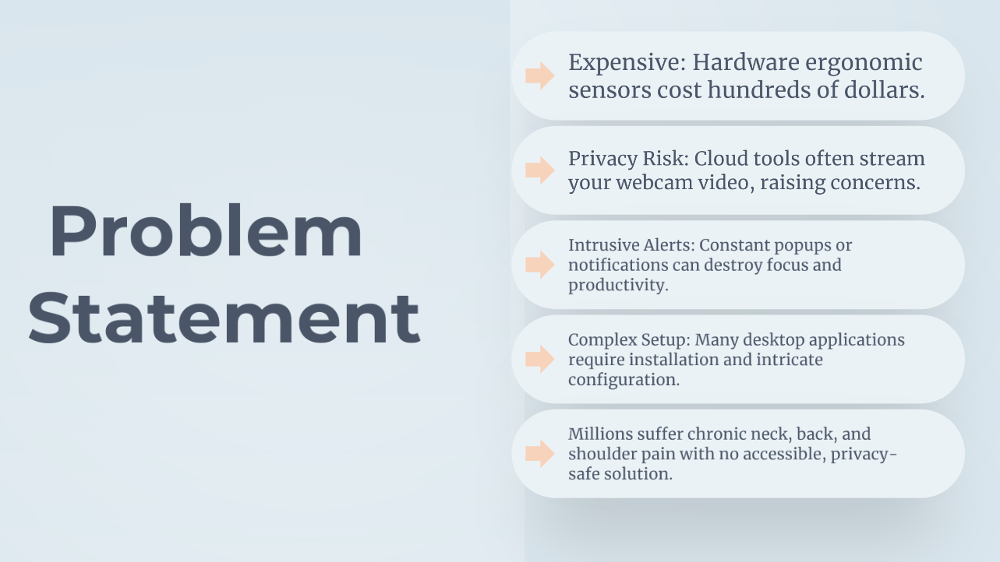 Problem
Statement
Expensive: Hardware ergonomic
sensors cost hundreds of dollars.
Privacy Risk: Cloud tools often stream
your webcam video, raising concerns.
Intrusive Alerts: Constant popups or
notifications can destroy focus and
productivity.
Complex Setup: Many desktop applications
require installation and intricate
configuration.
Millions suffer chronic neck, back, and
shoulder pain with no accessible, privacy-
safe solution.